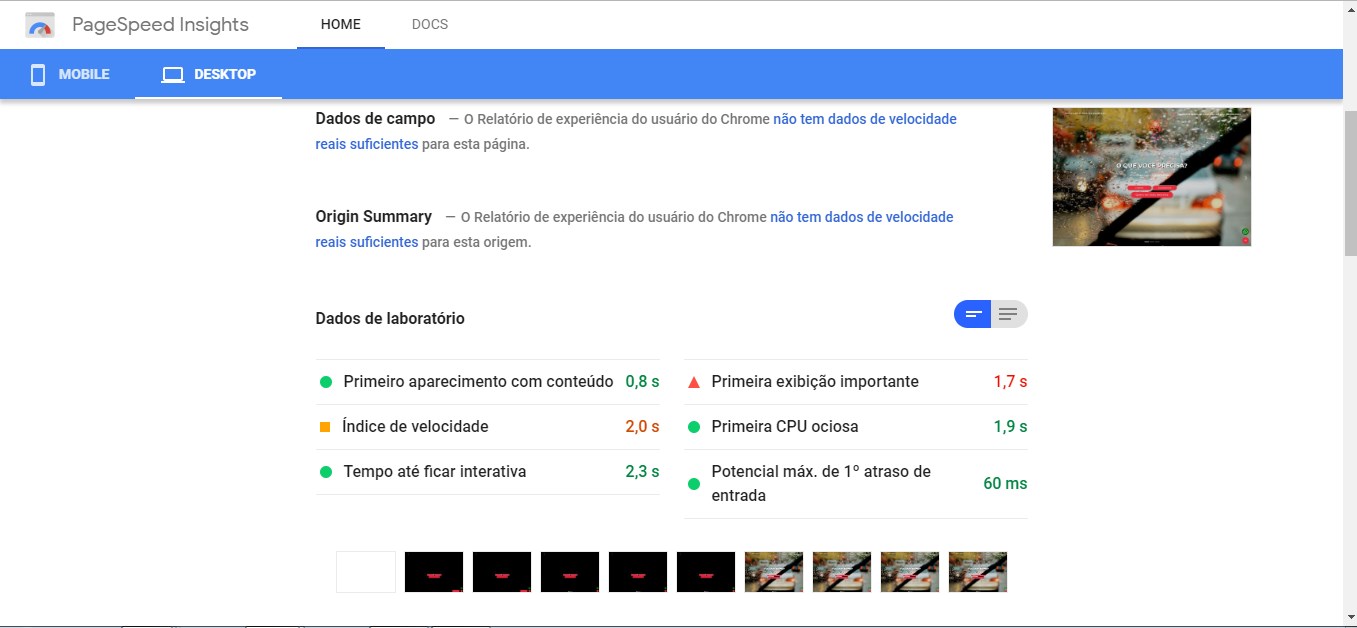 PageSpeed Insights
HOME
DOCS
MOBILE
DESKTOP
Dados de campo — O Relatório de experiência do usuário do Chrome não tem dados de velocidade
reais suficientes para esta página.
O QUE VOCÊ PRECISA?
Origin Summary — O Relatório de experiência do usuário do Chrome não tem dados de velocidade
reais suficientes para esta origem.
Dados de laboratório
Primeiro aparecimento com conteúdo 0,8 s
Índice de velocidade 2,0 s
Tempo até ficar interativa 2,3 s
Primeira exibição importante 1,7 s
Primeira CPU ociosa 1,9 s
Potencial máx. de 1º atraso de
entrada 60 ms